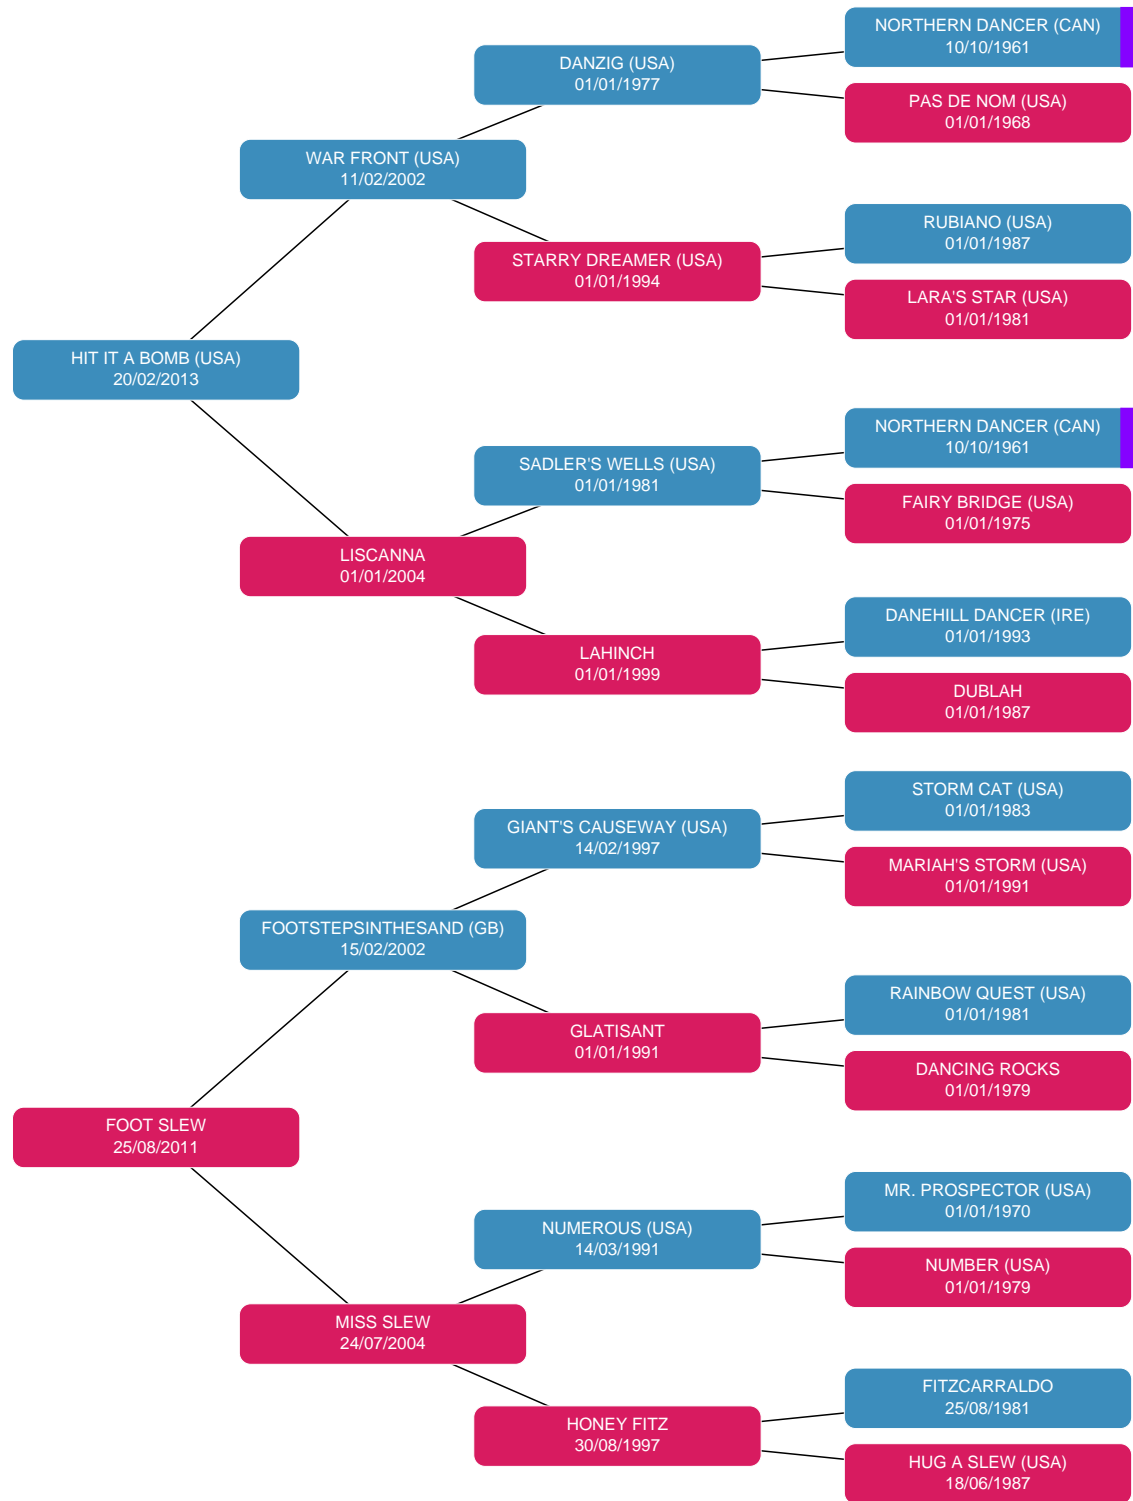 NORTHERN DANCER (CAN)
10/10/1961
DANZIG (USA)
01/01/1977
PAS DE NOM (USA)
01/01/1968
WAR FRONT (USA)
11/02/2002
RUBIANO (USA)
01/01/1987
STARRY DREAMER (USA)
01/01/1994
LARA'S STAR (USA)
01/01/1981
HIT IT A BOMB (USA)
20/02/2013
NORTHERN DANCER (CAN)
10/10/1961
SADLER'S WELLS (USA)
01/01/1981
FAIRY BRIDGE (USA)
01/01/1975
LISCANNA
01/01/2004
DANEHILL DANCER (IRE)
01/01/1993
LAHINCH
01/01/1999
DUBLAH
01/01/1987
STORM CAT (USA)
01/01/1983
GIANT'S CAUSEWAY (USA)
14/02/1997
MARIAH'S STORM (USA)
01/01/1991
FOOTSTEPSINTHESAND (GB)
15/02/2002
RAINBOW QUEST (USA)
01/01/1981
GLATISANT
01/01/1991
DANCING ROCKS
01/01/1979
FOOT SLEW
25/08/2011
MR. PROSPECTOR (USA)
01/01/1970
NUMEROUS (USA)
14/03/1991
NUMBER (USA)
01/01/1979
MISS SLEW
24/07/2004
FITZCARRALDO
25/08/1981
HONEY FITZ
30/08/1997
HUG A SLEW (USA)
18/06/1987